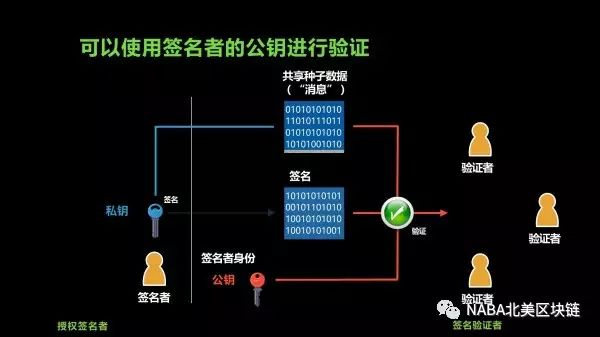 可以使用签名者的公钥进行验证
共享种子数据
（“消息”）
01010101010
11010111011
01010101010
10101001010
签名
签名
私钥
10101010101
00101101010
10010101010
10010101001
验证
验证者
验证者
验证者
签名者身份
公钥
签名者
授权签名者
签名验证者
NABA北美区块链